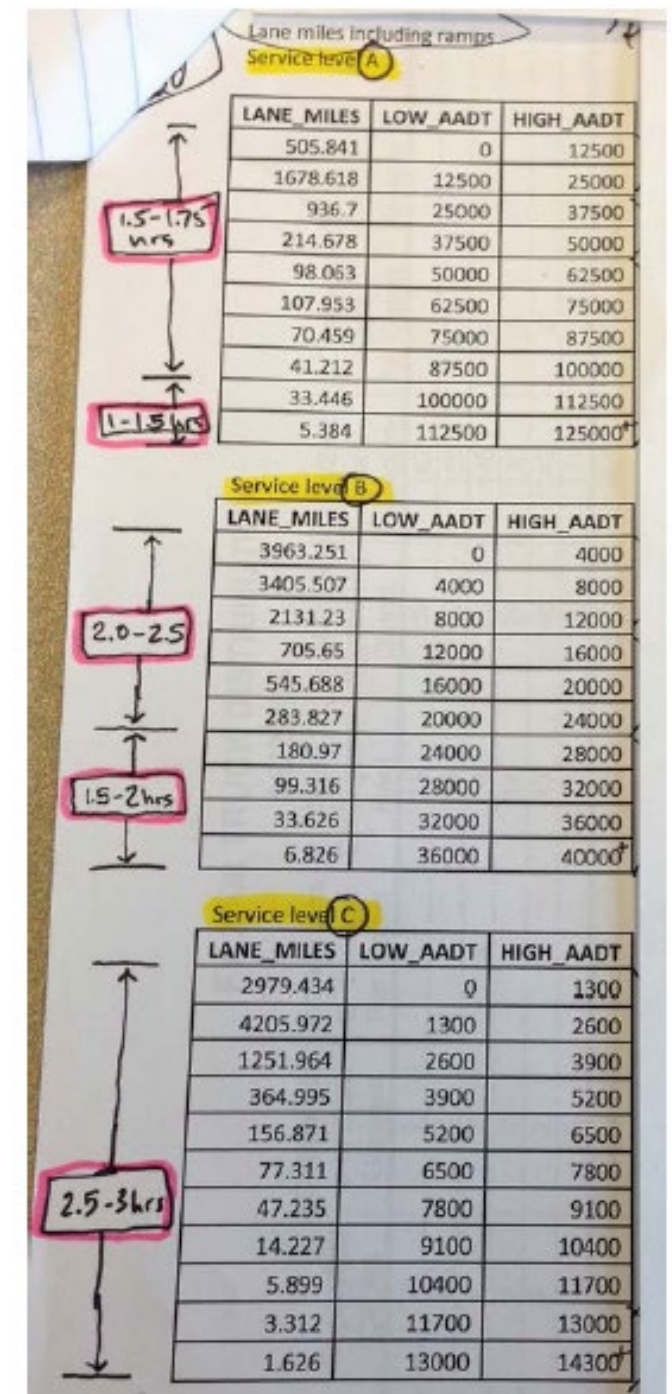 Lane miles including ramps
Service level A
LANE_MILES LOW_AADT HIGH_AADT
505.841 0 12500
1678.618 12500 25000
936.7 25000 37500
214.678 37500 50000
98.063 50000 62500
107.953 62500 75000
70.459 75000 87500
41.212 87500 100000
33.446 100000 112500
5.384 112500 125000+
1.5-1.75
hrs
1-1.5 hrs
Service level B
LANE_MILES LOW_AADT HIGH_AADT
3963.251 0 4000
3405.507 4000 8000
2131.23 8000 12000
705.65 12000 16000
545.688 16000 20000
283.827 20000 24000
180.97 24000 28000
99.316 28000 32000
33.626 32000 36000
6.826 36000 40000+
2.0-2.5
1.5-2hrs
Service level C
LANE_MILES LOW_AADT HIGH_AADT
2979.434 0 1300
4205.972 1300 2600
1251.964 2600 3900
364.995 3900 5200
156.871 5200 6500
77.311 6500 7800
47.235 7800 9100
14.227 9100 10400
5.899 10400 11700
3.312 11700 13000
1.626 13000 14300+
2.5-3hrs